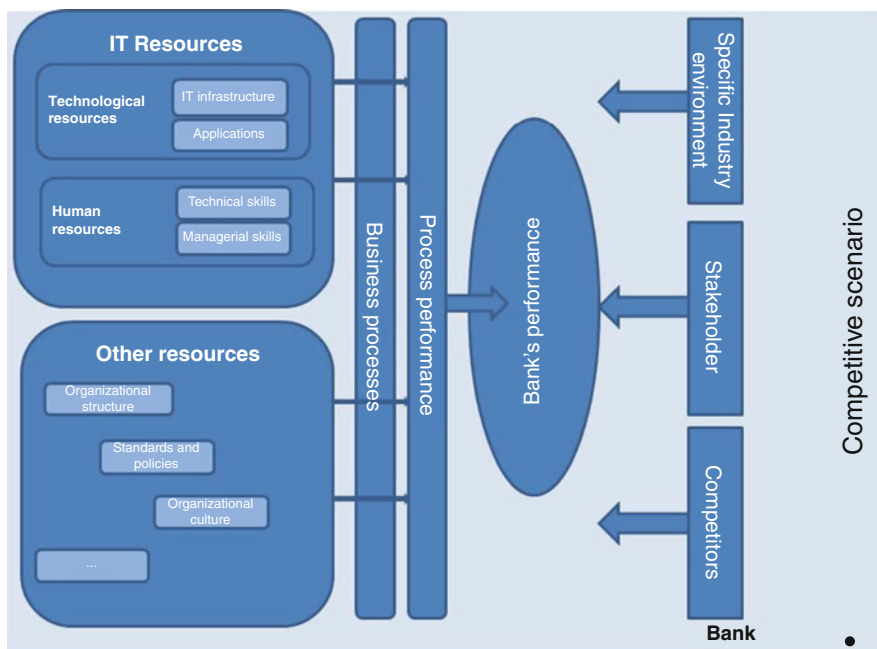 IT Resources
Technological
resources
IT infrastructure
Applications
Human
resources
Technical skills
Managerial skills
Other resources
Organizational
structure
Standards and
policies
Organizational
culture
...
Business processes
Process performance
Bank's performance
Specific Industry
environment
Stakeholder
Competitors
Bank
Competitive scenario
•